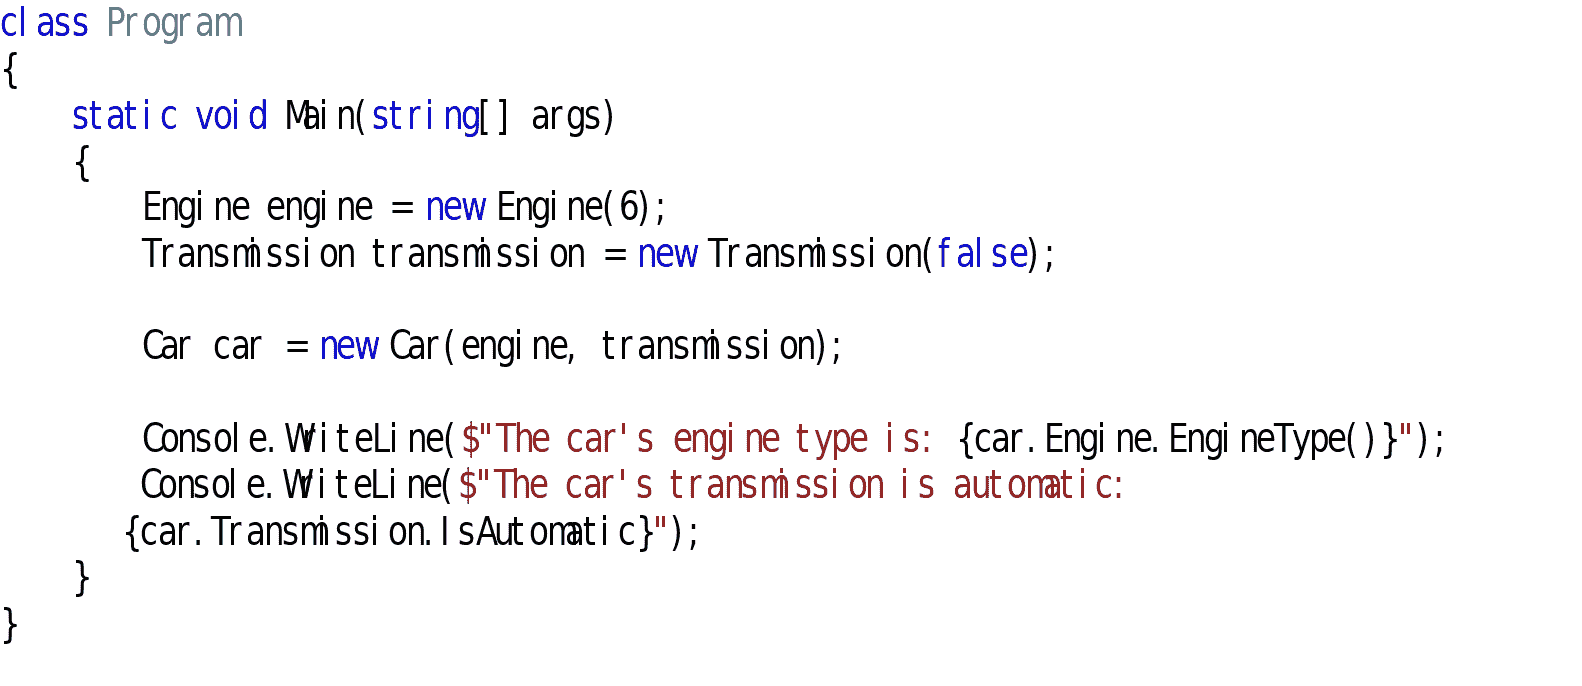 class Program
{
    static void Main(string[] args)
    {
        Engine engine = new Engine(6);
        Transmission transmission = new Transmission(false);

        Car car = new Car(engine, transmission);

        Console.WriteLine($"The car's engine type is: {car.Engine.EngineType()}");
        Console.WriteLine($"The car's transmission is automatic:
       {car.Transmission.IsAutomatic}");
    }
}